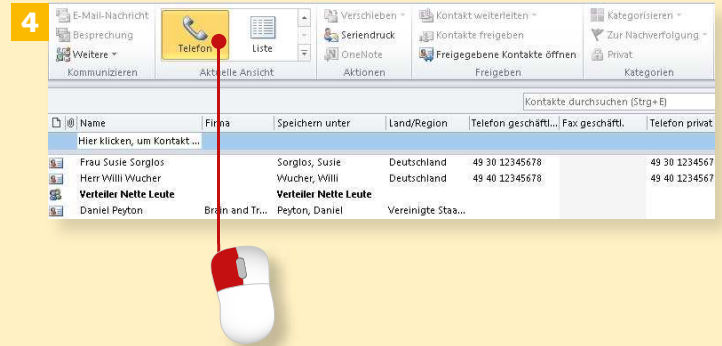 4
E-Mail-Nachricht
Besprechung
Weitere
Kommunizieren
Telefon
Liste
Aktuelle Ansicht
Verschieben
Seriendruck
OneNote
Aktionen
Kontakt weiterleiten
Kontakte freigeben
Freigegebene Kontakte öffnen
Freigeben
Kategorisieren
Zur Nachverfolgung
Privat
Kategorien
Kontakte durchsuchen (Strg+E)
Name Firma Speichern unter Land/Region Telefon geschäftl... Fax geschäftl. Telefon privat
Hier klicken, um Kontakt ...
Frau Susie Sorglos Sorglos, Susie Deutschland 49 30 12345678 49 30 1234567
Herr Willi Wucher Wucher, Willi Deutschland 49 40 12345678 49 40 1234567
Verteiler Nette Leute Verteiler Nette Leute
Daniel Peyton Brain and Tr... Peyton, Daniel Vereinigte Staa...